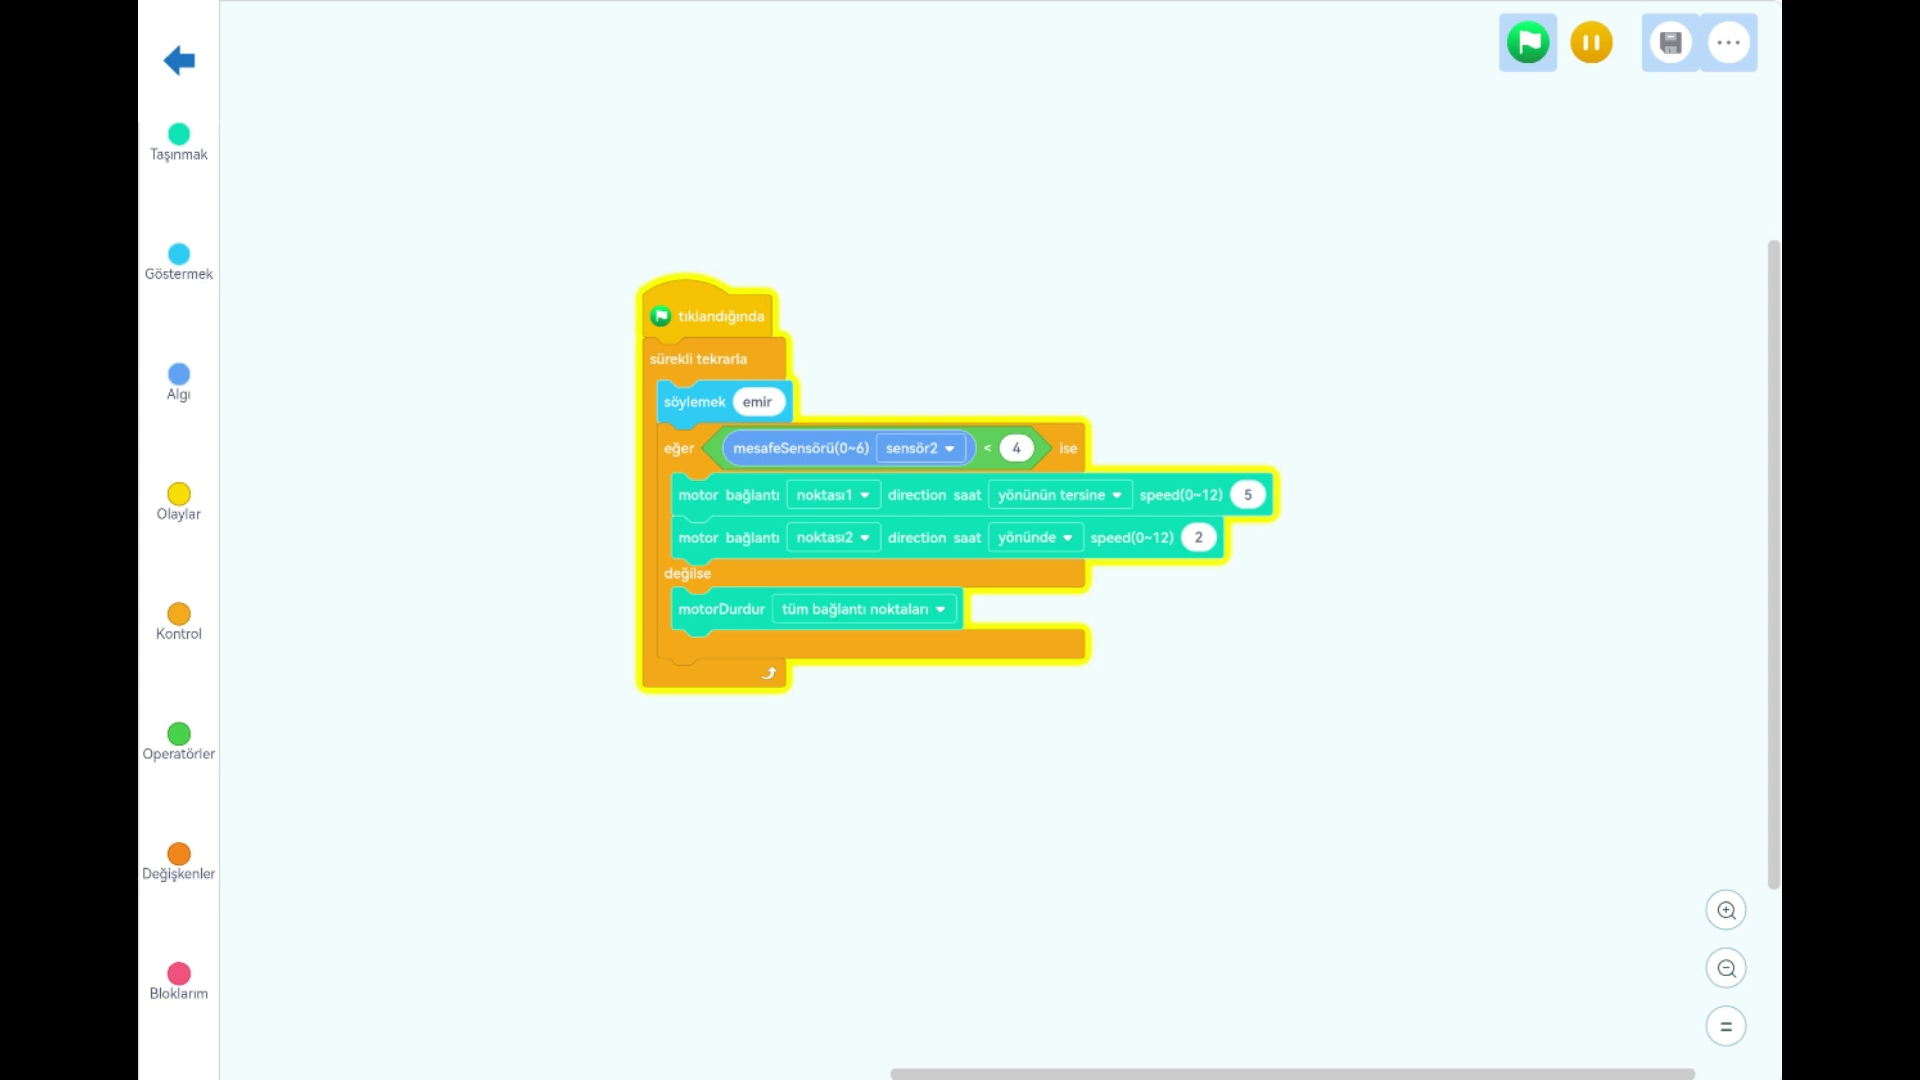 Taşınmak
Göstermek
Algı
Olaylar
Kontrol
Operatörler
Değişkenler
Bloklarım
tıklandığında
sürekli tekrarla
söylemek emir
eğer mesafeSensörü(0~6) sensör2 < 4 ise
motor bağlantı noktası1 direction saat yönünün tersine speed(0~12) 5
motor bağlantı noktası2 direction saat yönünde speed(0~12) 2
değilse
motorDurdur tüm bağlantı noktaları